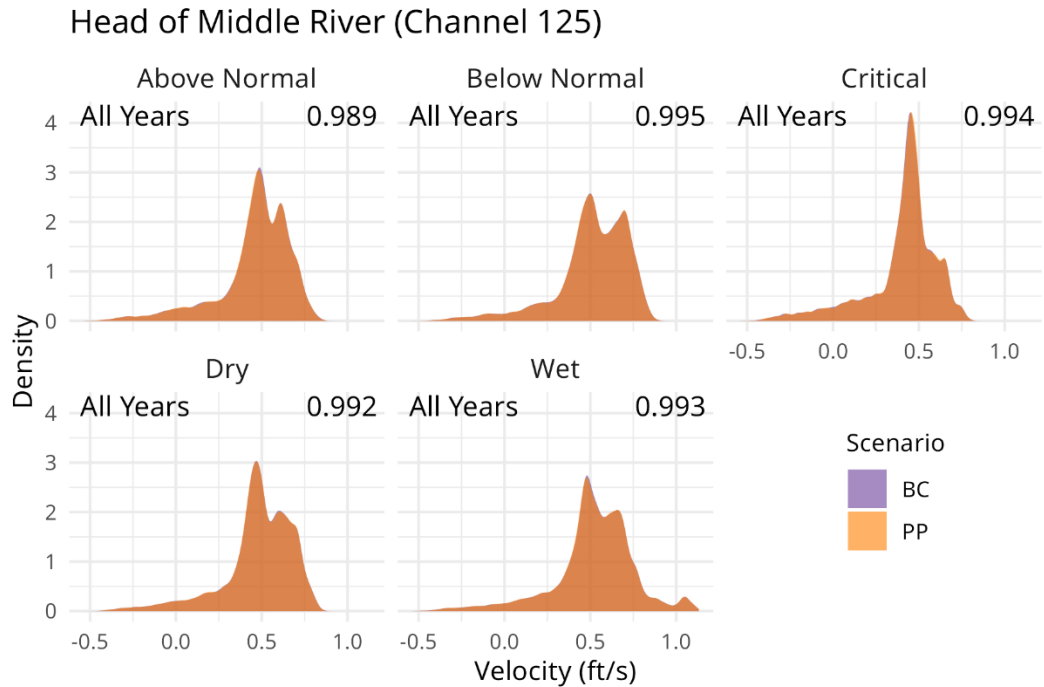 Head of Middle River (Channel 125)
Above Normal
Below Normal
Critical
All Years 0.989
All Years 0.995
All Years 0.994
4
3
2
1
0
-0.5 0.0 0.5 1.0
Density
Dry
Wet
All Years 0.992
All Years 0.993
4
3
2
1
0
-0.5 0.0 0.5 1.0
-0.5 0.0 0.5 1.0
Velocity (ft/s)
Scenario
BC
PP